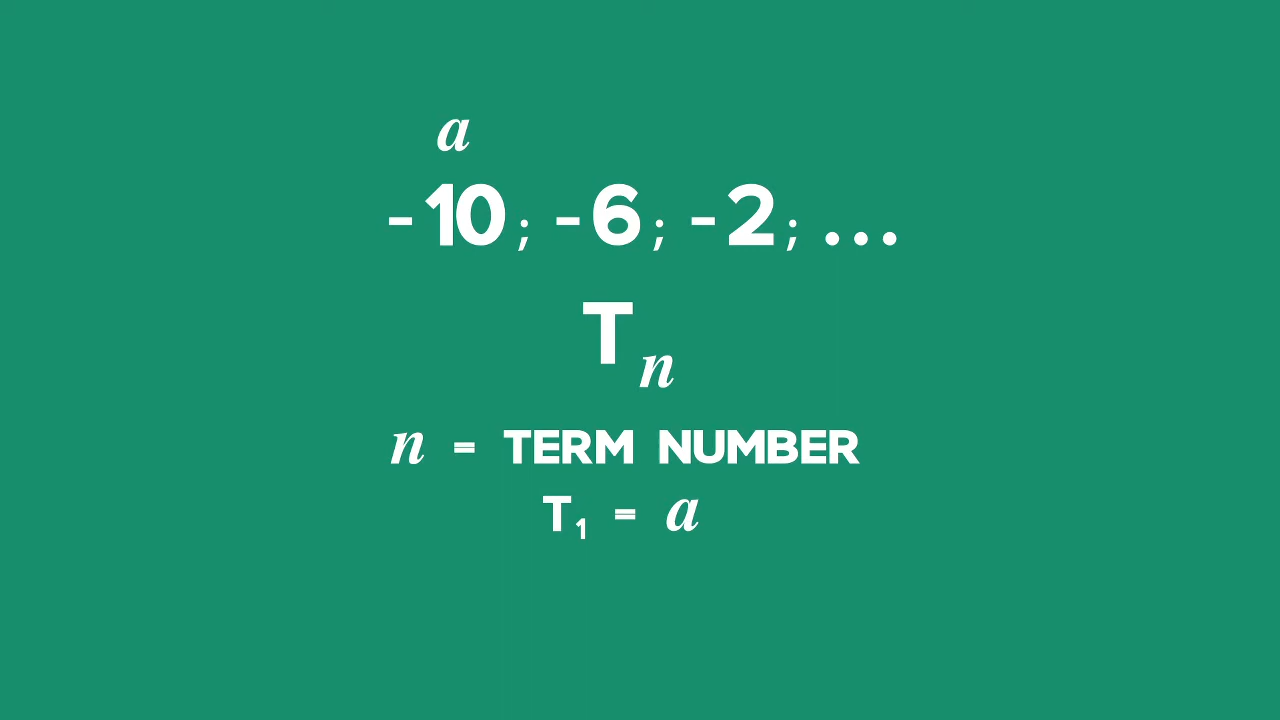 a
-10; -6; -2; ...
Tn
n = TERM NUMBER
T1 = a